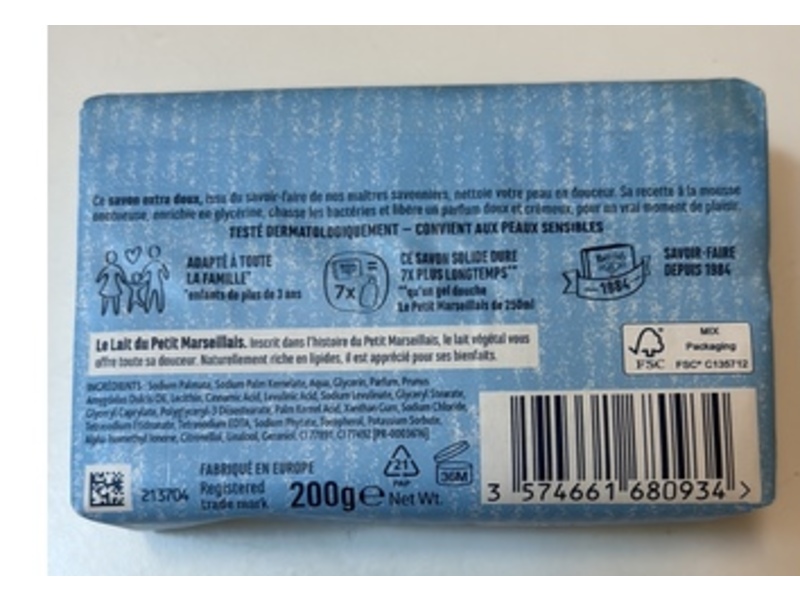 Ce savon extra doux, issu du savoir-faire de nos maîtres savonniers, nettoie votre peau en douceur. Sa recette à la mousse
onctueuse, enrichie en glycérine, chasse les bactéries et libère un parfum doux et crémeux, pour un vrai moment de plaisir.
TESTÉ DERMATOLOGIQUEMENT – CONVIENT AUX PEAUX SENSIBLES
ADAPTÉ À TOUTE
LA FAMILLE*
*enfants de plus de 3 ans
7x
=
CE SAVON SOLIDE DURE
7X PLUS LONGTEMPS**
**qu'un gel douche
Le Petit Marseillais de 250ml
1884
SAVOIR-FAIRE
DEPUIS 1884
Le Lait du Petit Marseillais. Inscrit dans l'histoire du Petit Marseillais, le lait végétal vous
offre toute sa douceur. Naturellement riche en lipides, il est apprécié pour ses bienfaits.
FSC
MIX
Packaging
FSC® C135712
INGRÉDIENTS: Sodium Palmate, Sodium Palm Kernelate, Aqua, Glycerin, Parfum, Prunus
Amygdalus Dulcis Oil, Lecithin, Cinnamic Acid, Levulinic Acid, Sodium Levulinate, Glyceryl Stearate,
Glyceryl Caprylate, Polyglyceryl-3 Diisostearate, Palm Kernel Acid, Xanthan Gum, Sodium Chloride,
Tetrasodium Etidronate, Tetrasodium EDTA, Sodium Phytate, Tocopherol, Potassium Sorbate,
Alpha-Isomethyl Ionone, Citronellol, Linalool, Geraniol, CI 77891, CI 77492
213704
FABRIQUÉ EN EUROPE
Registered
trade mark
200g e Net Wt.
21
PAP
36M
3 574661 680934 >